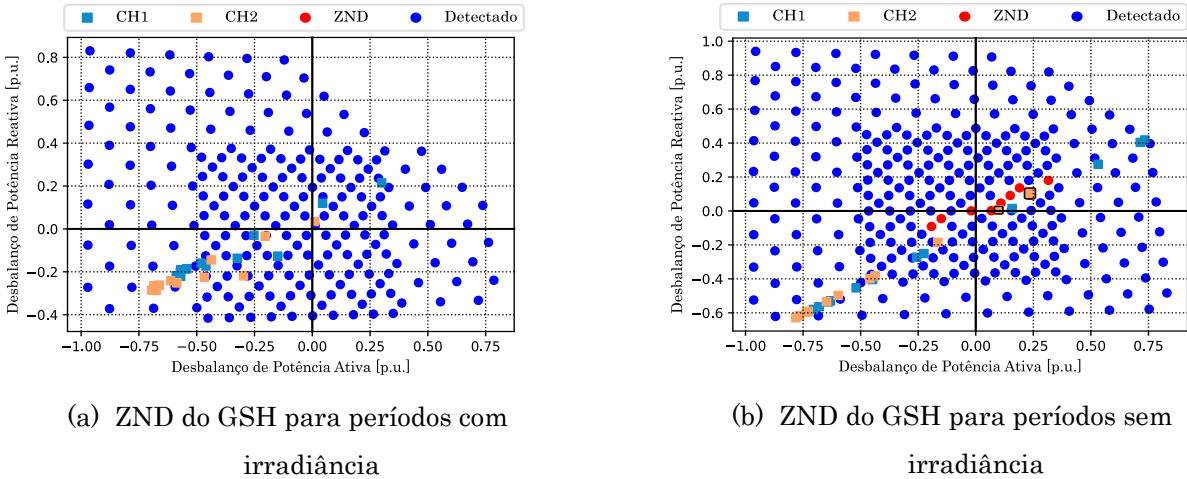 CH1 CH2 ZND Detectado
Desbalanço de Potência Reativa [p.u.]
0.8
0.6
0.4
0.2
0.0
−0.2
−0.4
−1.00 −0.75 −0.50 −0.25 0.00 0.25 0.50 0.75
Desbalanço de Potência Ativa [p.u.]
(a) ZND do GSH para períodos com
irradiância
CH1 CH2 ZND Detectado
Desbalanço de Potência Reativa [p.u.]
1.0
0.8
0.6
0.4
0.2
0.0
−0.2
−0.4
−0.6
−1.00 −0.75 −0.50 −0.25 0.00 0.25 0.50 0.75
Desbalanço de Potência Ativa [p.u.]
(b) ZND do GSH para períodos sem
irradiância